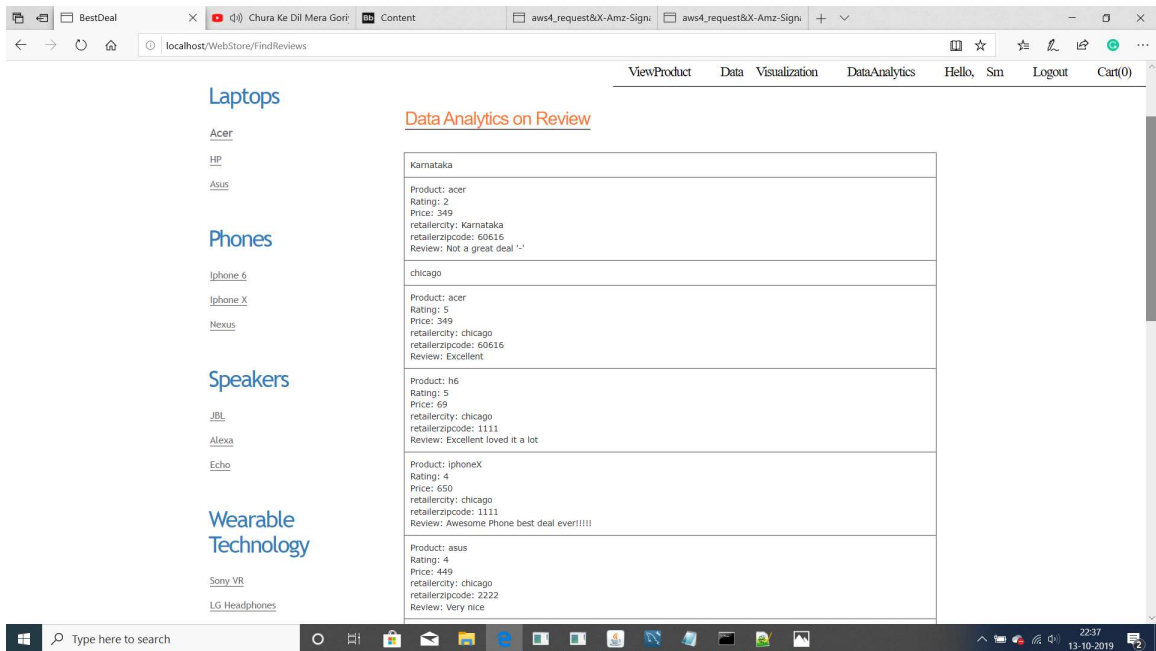 BestDeal
Chura Ke Dil Mera Gori
Bb Content
aws4_request&X-Amz-Signa
aws4_request&X-Amz-Signa
localhost/WebStore/FindReviews
ViewProduct Data Visualization DataAnalytics Hello, Sm Logout Cart(0)
Laptops
Acer
HP
Asus
Phones
Iphone 6
Iphone X
Nexus
Speakers
JBL
Alexa
Echo
Wearable
Technology
Sony VR
LG Headphones
Data Analytics on Review
Karnataka
Product: acer
Rating: 2
Price: 349
retailercity: Karnataka
retailerzipcode: 60616
Review: Not a great deal '-'
chicago
Product: acer
Rating: 5
Price: 349
retailercity: chicago
retailerzipcode: 60616
Review: Excellent
Product: h6
Rating: 5
Price: 69
retailercity: chicago
retailerzipcode: 1111
Review: Excellent loved it a lot
Product: iphoneX
Rating: 4
Price: 650
retailercity: chicago
retailerzipcode: 1111
Review: Awesome Phone best deal ever!!!!!
Product: asus
Rating: 4
Price: 449
retailercity: chicago
retailerzipcode: 2222
Review: Very nice
Type here to search
22:37
13-10-2019
2